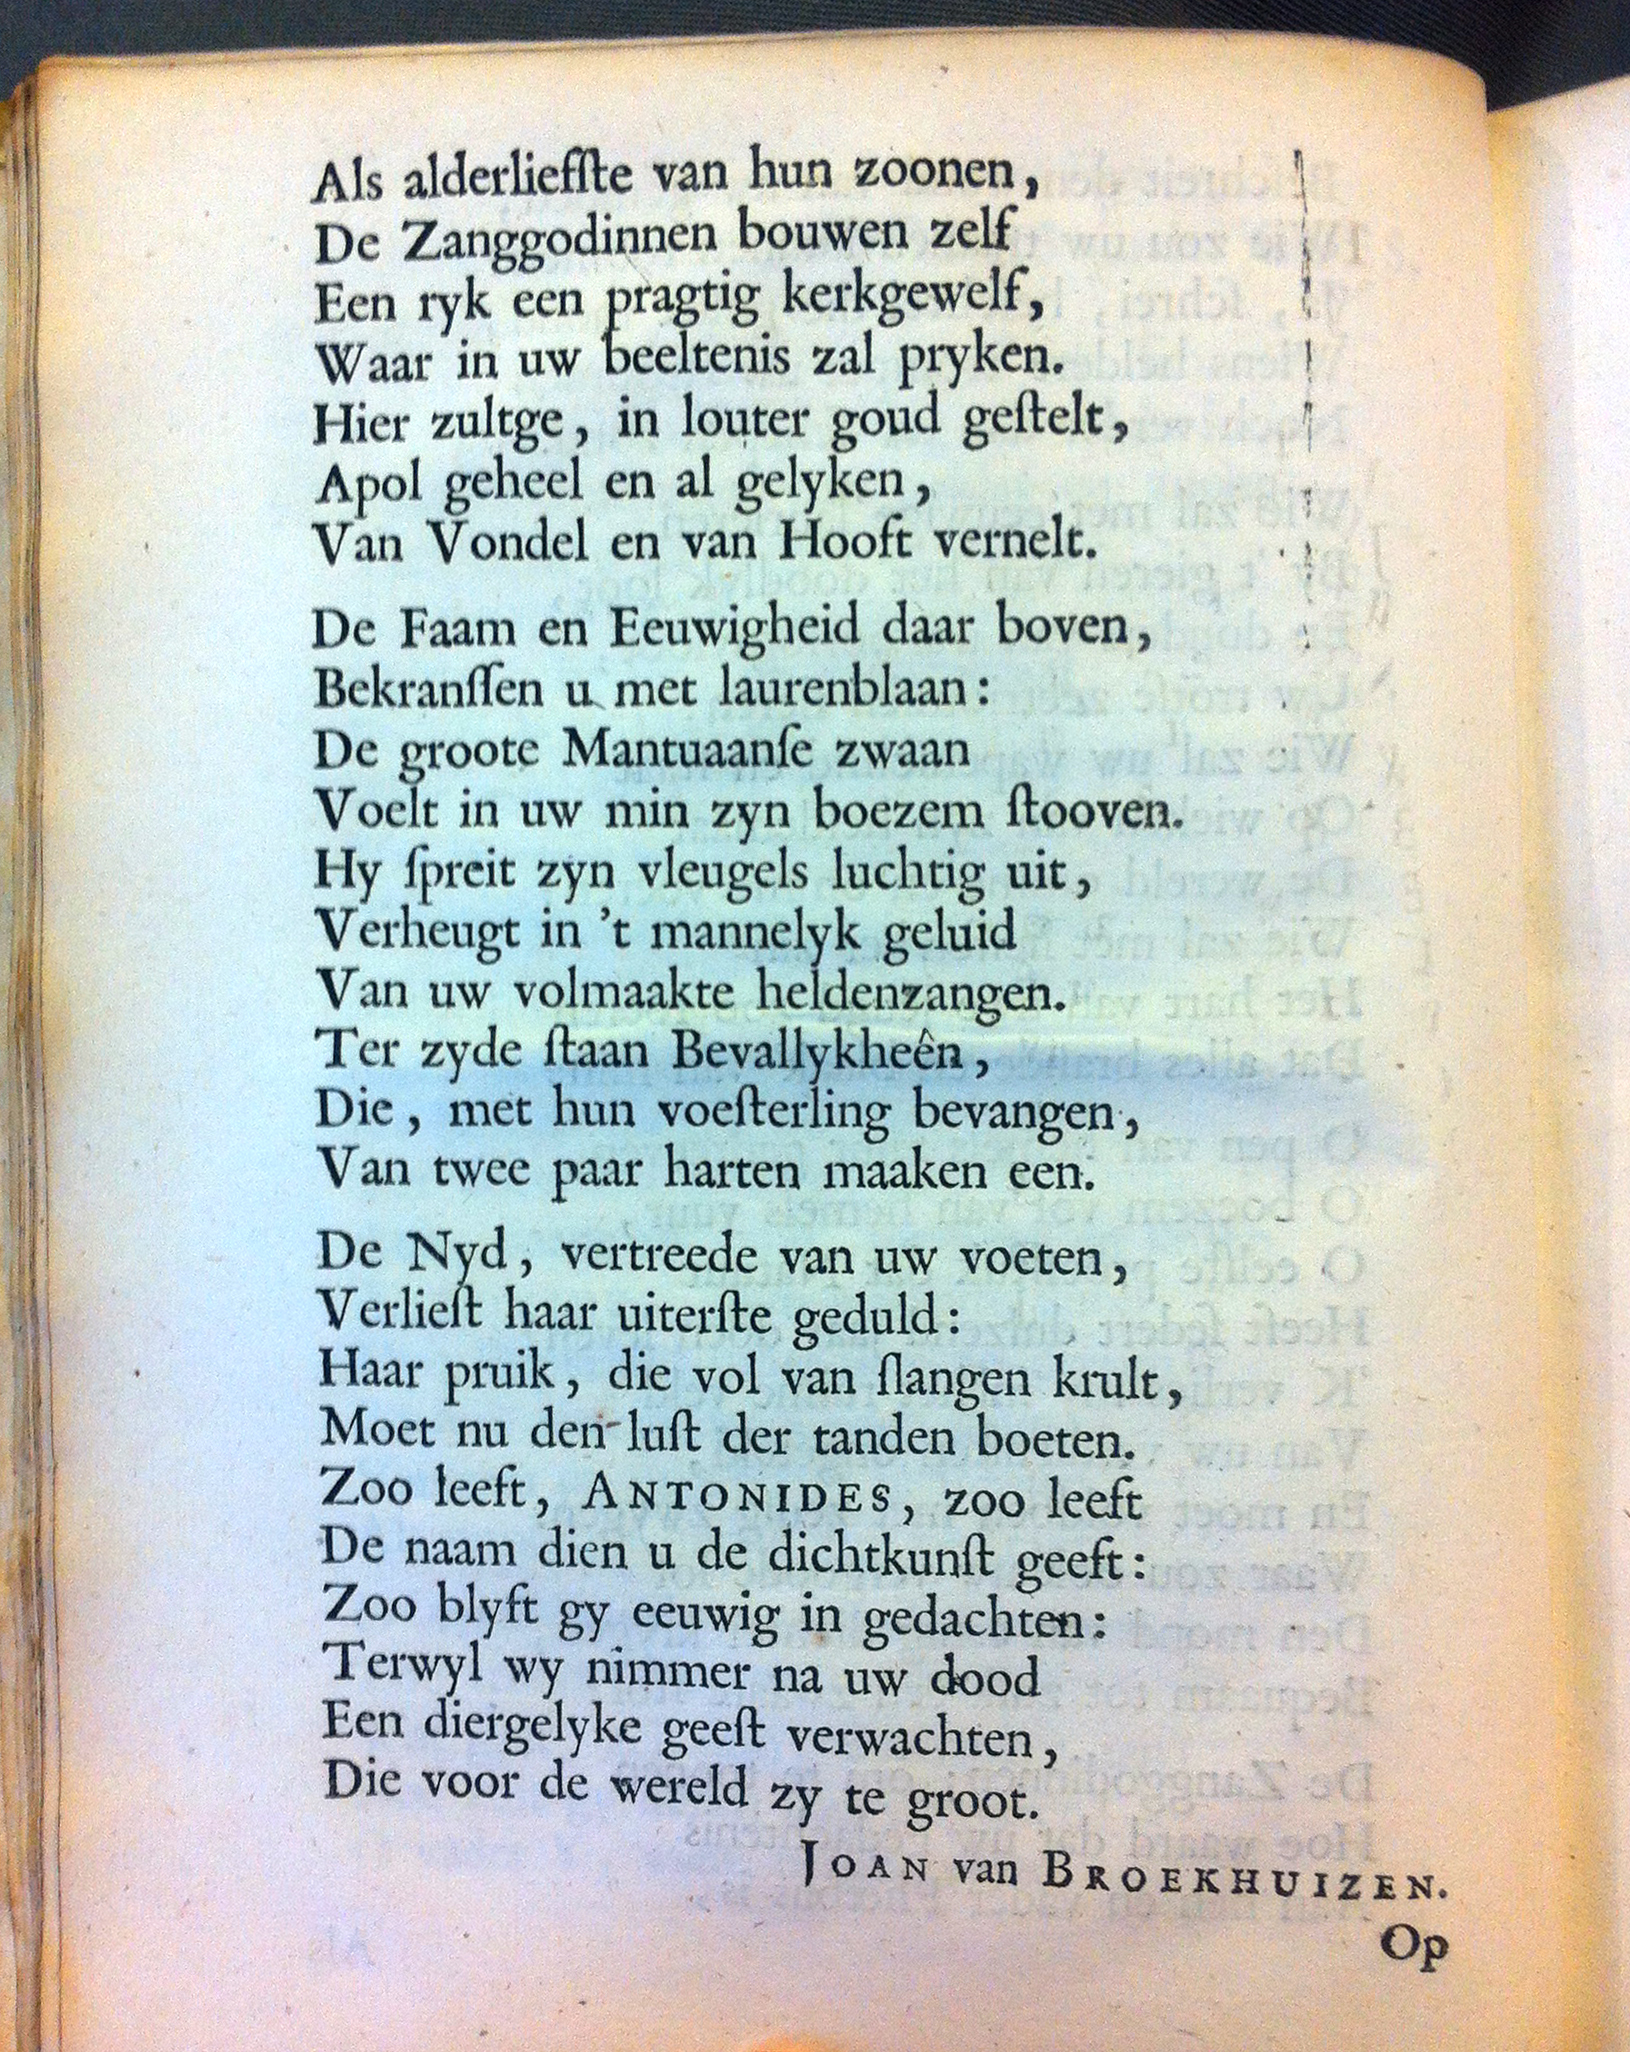 Als alderliefſte van hun zoonen,
De Zanggodinnen bouwen zelf
Een ryk een pragtig kerkgewelf,
Waar in uw beeltenis zal pryken.
Hier zultge, in louter goud geſtelt,
Apol geheel en al gelyken,
Van Vondel en van Hooft vernelt.
De Faam en Eeuwigheid daar boven,
Bekranſſen u met laurenblaan:
De groote Mantuaanſe zwaan
Voelt in uw min zyn boezem ſtooven.
Hy ſpreit zyn vleugels luchtig uit,
Verheugt in 't mannelyk geluid
Van uw volmaakte heldenzangen.
Ter zyde ſtaan Bevallykheên,
Die, met hun voeſterling bevangen,
Van twee paar harten maaken een.
De Nyd, vertreede van uw voeten,
Verlieſt haar uiterſte geduld:
Haar pruik, die vol van ſlangen krult,
Moet nu den luſt der tanden boeten.
Zoo leeft, ANTONIDES, zoo leeft
De naam dien u de dichtkunſt geeft:
Zoo blyft gy eeuwig in gedachten:
Terwyl wy nimmer na uw dood
Een diergelyke geeſt verwachten,
Die voor de wereld zy te groot.
JOAN van BROEKHUIZEN.
Op